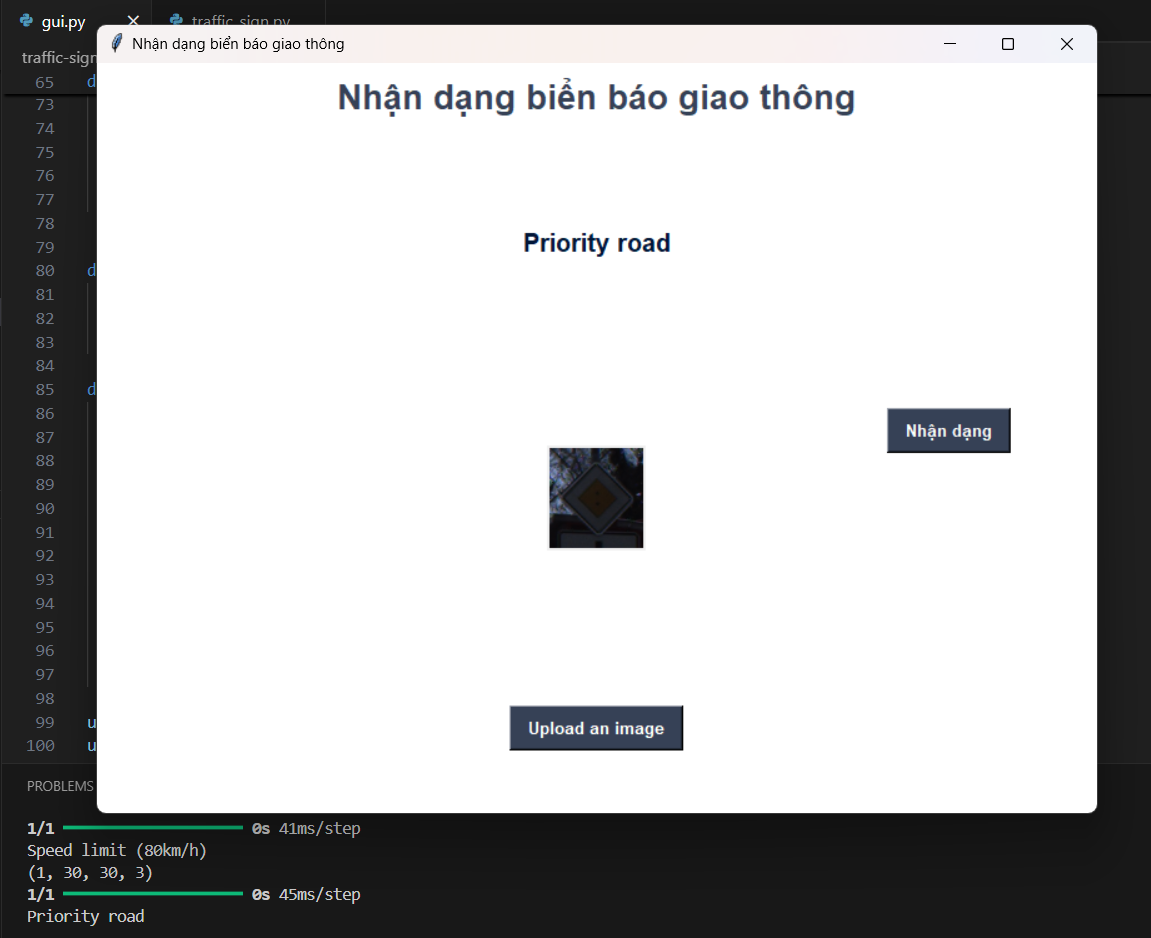 gui.py
traffic_sign.py
traffic-sign
Nhận dạng biển báo giao thông
Nhận dạng biển báo giao thông
Priority road
Nhận dạng
Upload an image
65 d
73
74
75
76
77
78
79
80 d
81
82
83
84
85 d
86
87
88
89
90
91
92
93
94
95
96
97
98
99 u
100 u
PROBLEMS
1/1 0s 41ms/step
Speed limit (80km/h)
(1, 30, 30, 3)
1/1 0s 45ms/step
Priority road